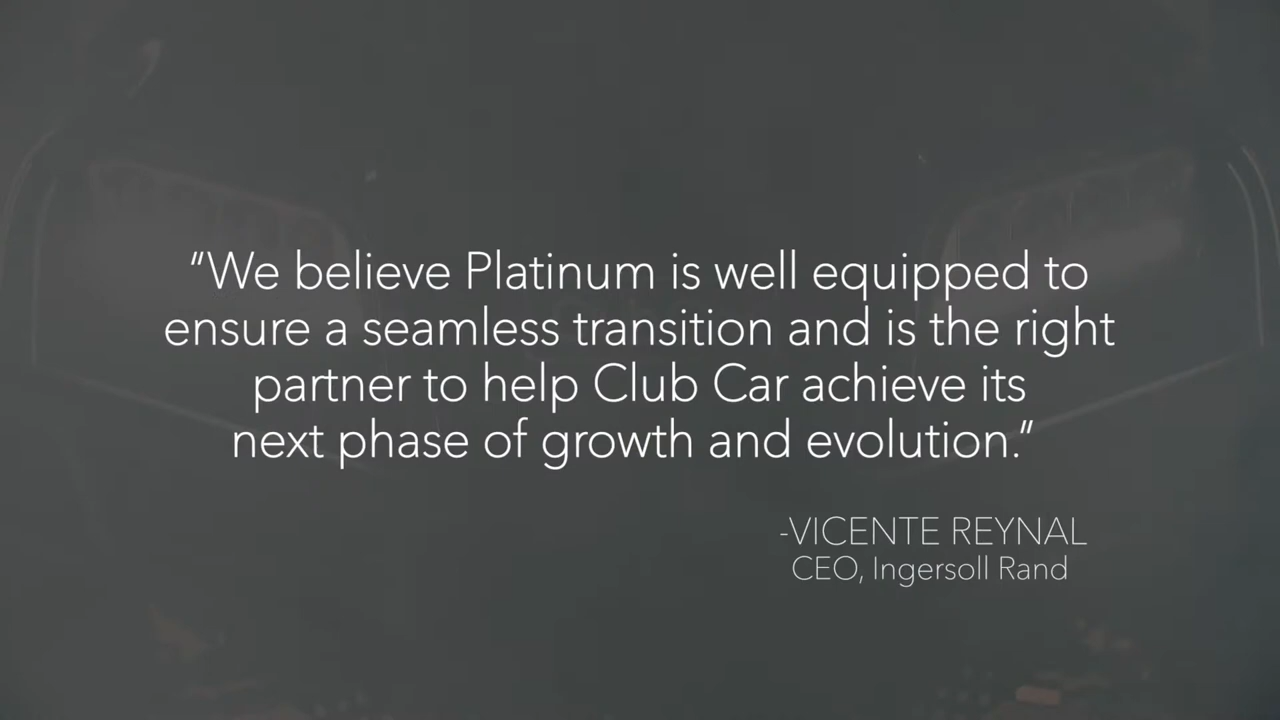 “We believe Platinum is well equipped to
ensure a seamless transition and is the right
partner to help Club Car achieve its
next phase of growth and evolution.”
-VICENTE REYNAL
CEO, Ingersoll Rand